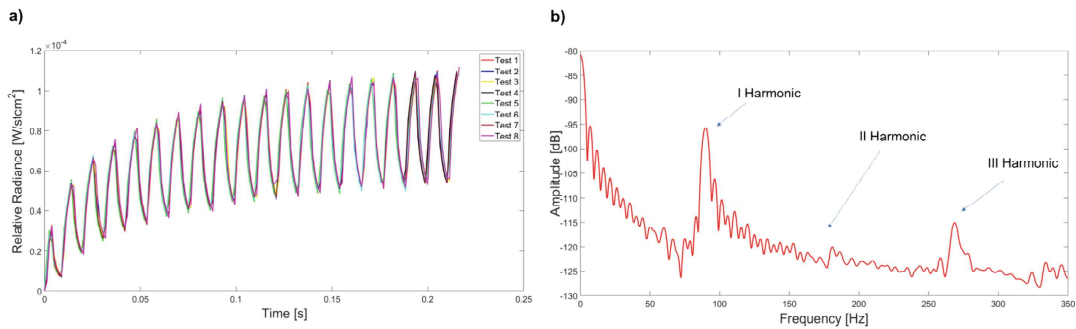 a)
×10⁻⁴
1.2
1
0.8
0.6
0.4
0.2
0
Relative Radiance [W/s\cm²]
0
0.05
0.1
0.15
0.2
0.25
Time [s]
Test 1
Test 2
Test 3
Test 4
Test 5
Test 6
Test 7
Test 8
b)
-80
-85
-90
-95
-100
-105
-110
-115
-120
-125
-130
Amplitude [dB]
I Harmonic
II Harmonic
III Harmonic
0
50
100
150
200
250
300
350
Frequency [Hz]